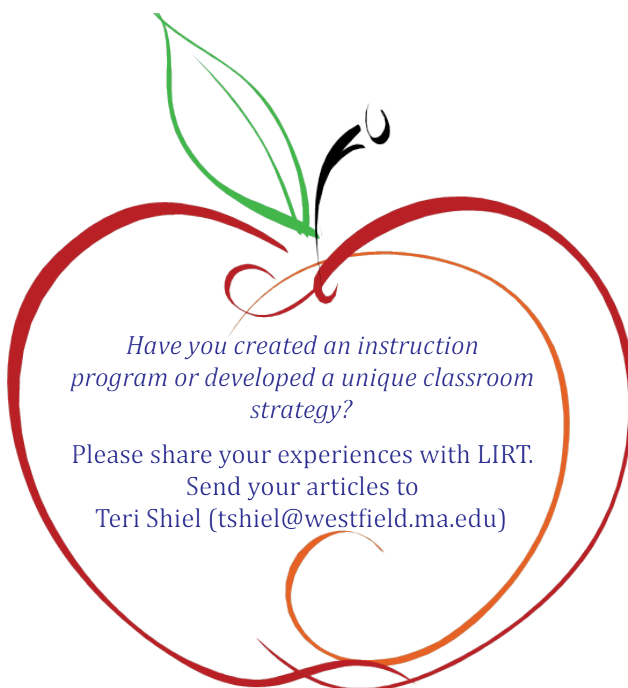 Have you created an instruction
program or developed a unique classroom
strategy?
Please share your experiences with LIRT.
Send your articles to
Teri Shiel (tshiel@westfield.ma.edu)